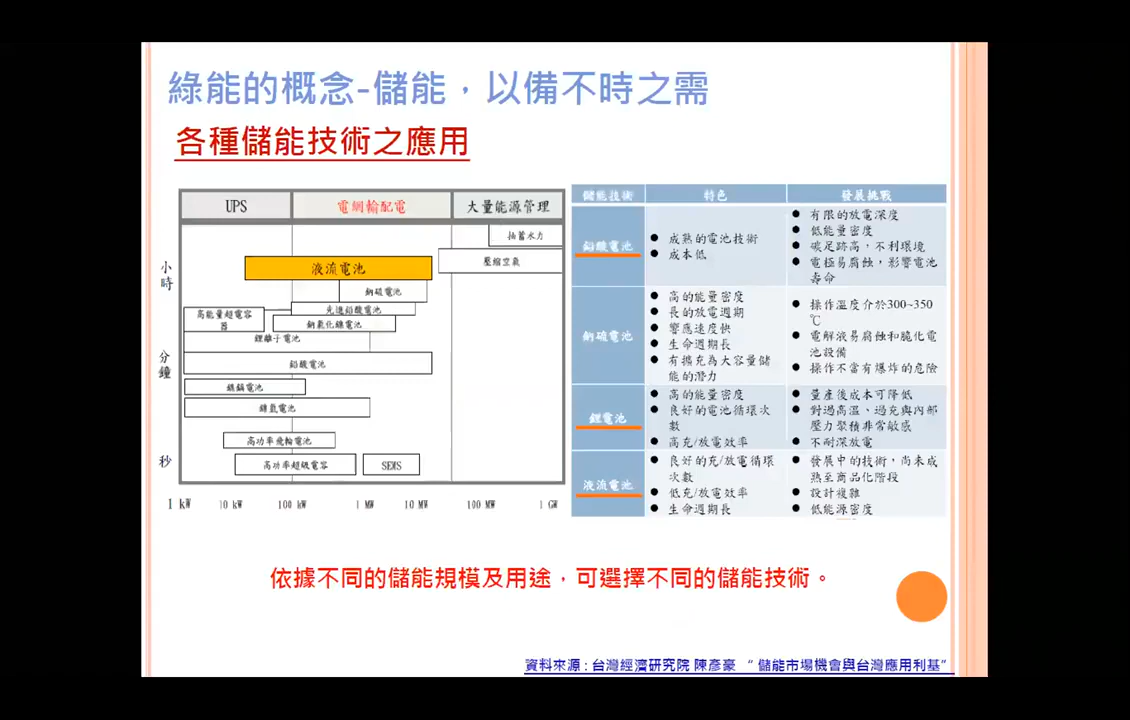 綠能的概念-儲能，以備不時之需
各種儲能技術之應用
UPS
電網輸配電
大量能源管理
抽蓄水力
壓縮空氣
液流電池
鈉硫電池
先進鉛酸電池
高能量超電容
器
鈉氯化鎳電池
鋰離子電池
鉛酸電池
鎳鎘電池
鎳氫電池
高功率飛輪電池
高功率超級電容
SEMS
小時
分鐘
秒
1 kW
10 kW
100 kW
1 MW
10 MW
100 MW
1 GW
儲能技術
特色
發展挑戰
鉛酸電池
● 成熟的電池技術
● 成本低
● 有限的放電深度
● 低能量密度
● 碳足跡高，不利環境
● 電極易腐蝕，影響電池
壽命
鈉硫電池
● 高的能量密度
● 長的放電週期
● 響應速度快
● 生命週期長
● 有擴充為大容量儲
能的潛力
● 操作溫度介於300~350
℃
● 電解液易腐蝕和脆化電
池設備
● 操作不當有爆炸的危險
鋰電池
● 高的能量密度
● 良好的電池循環次
數
● 高充/放電效率
● 量產後成本可降低
● 對過高溫、過充與內部
壓力聚積非常敏感
● 不耐深放電
液流電池
● 良好的充/放電循環
次數
● 低充/放電效率
● 生命週期長
● 發展中的技術，尚未成
熟至商品化階段
● 設計複雜
● 低能源密度
依據不同的儲能規模及用途，可選擇不同的儲能技術。
資料來源 : 台灣經濟研究院 陳彥豪 “ 儲能市場機會與台灣應用利基”